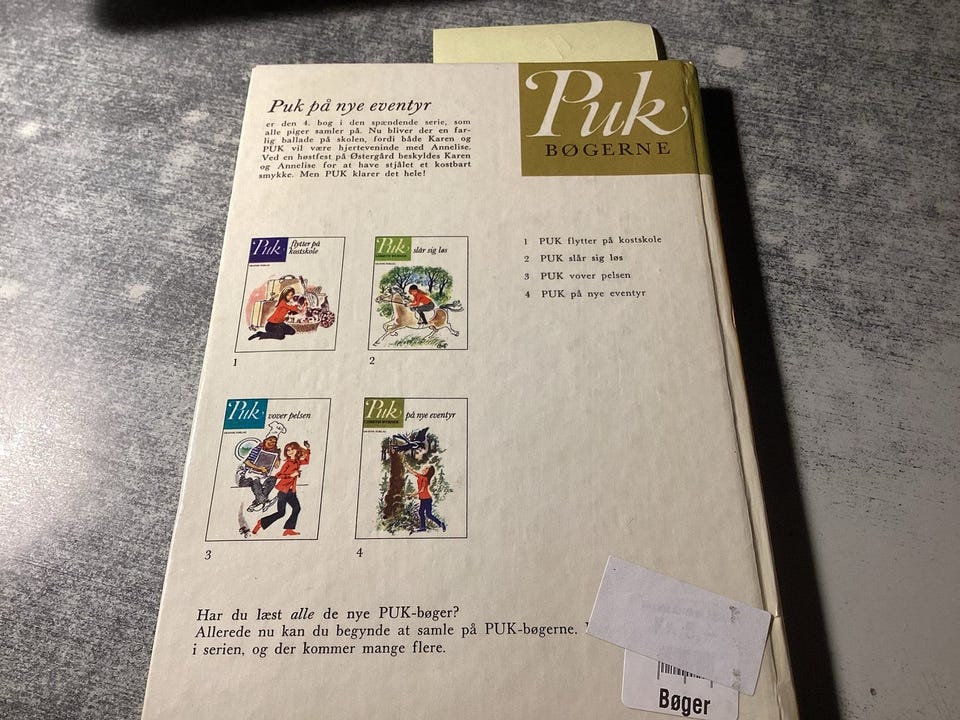 Puk på nye eventyr
er den 4. bog i den spændende serie, som
alle piger samler på. Nu bliver der en far-
lig ballade på skolen, fordi både Karen og
PUK vil være hjerteveninde med Annelise.
Ved en høstfest på Østergård beskyldes Karen
og Annelise for at have stjålet et kostbart
smykke. Men PUK klarer det hele!
Puk
BØGERNE
Puk flytter på
kostskole
1
Puk slår sig løs
LISBETH WERNER
2
1 PUK flytter på kostskole
2 PUK slår sig løs
3 PUK vover pelsen
4 PUK på nye eventyr
Puk vover pelsen
3
Puk på nye eventyr
LISBETH WERNER
4
Har du læst alle de nye PUK-bøger?
Allerede nu kan du begynde at samle på PUK-bøgerne.
i serien, og der kommer mange flere.
Bøger